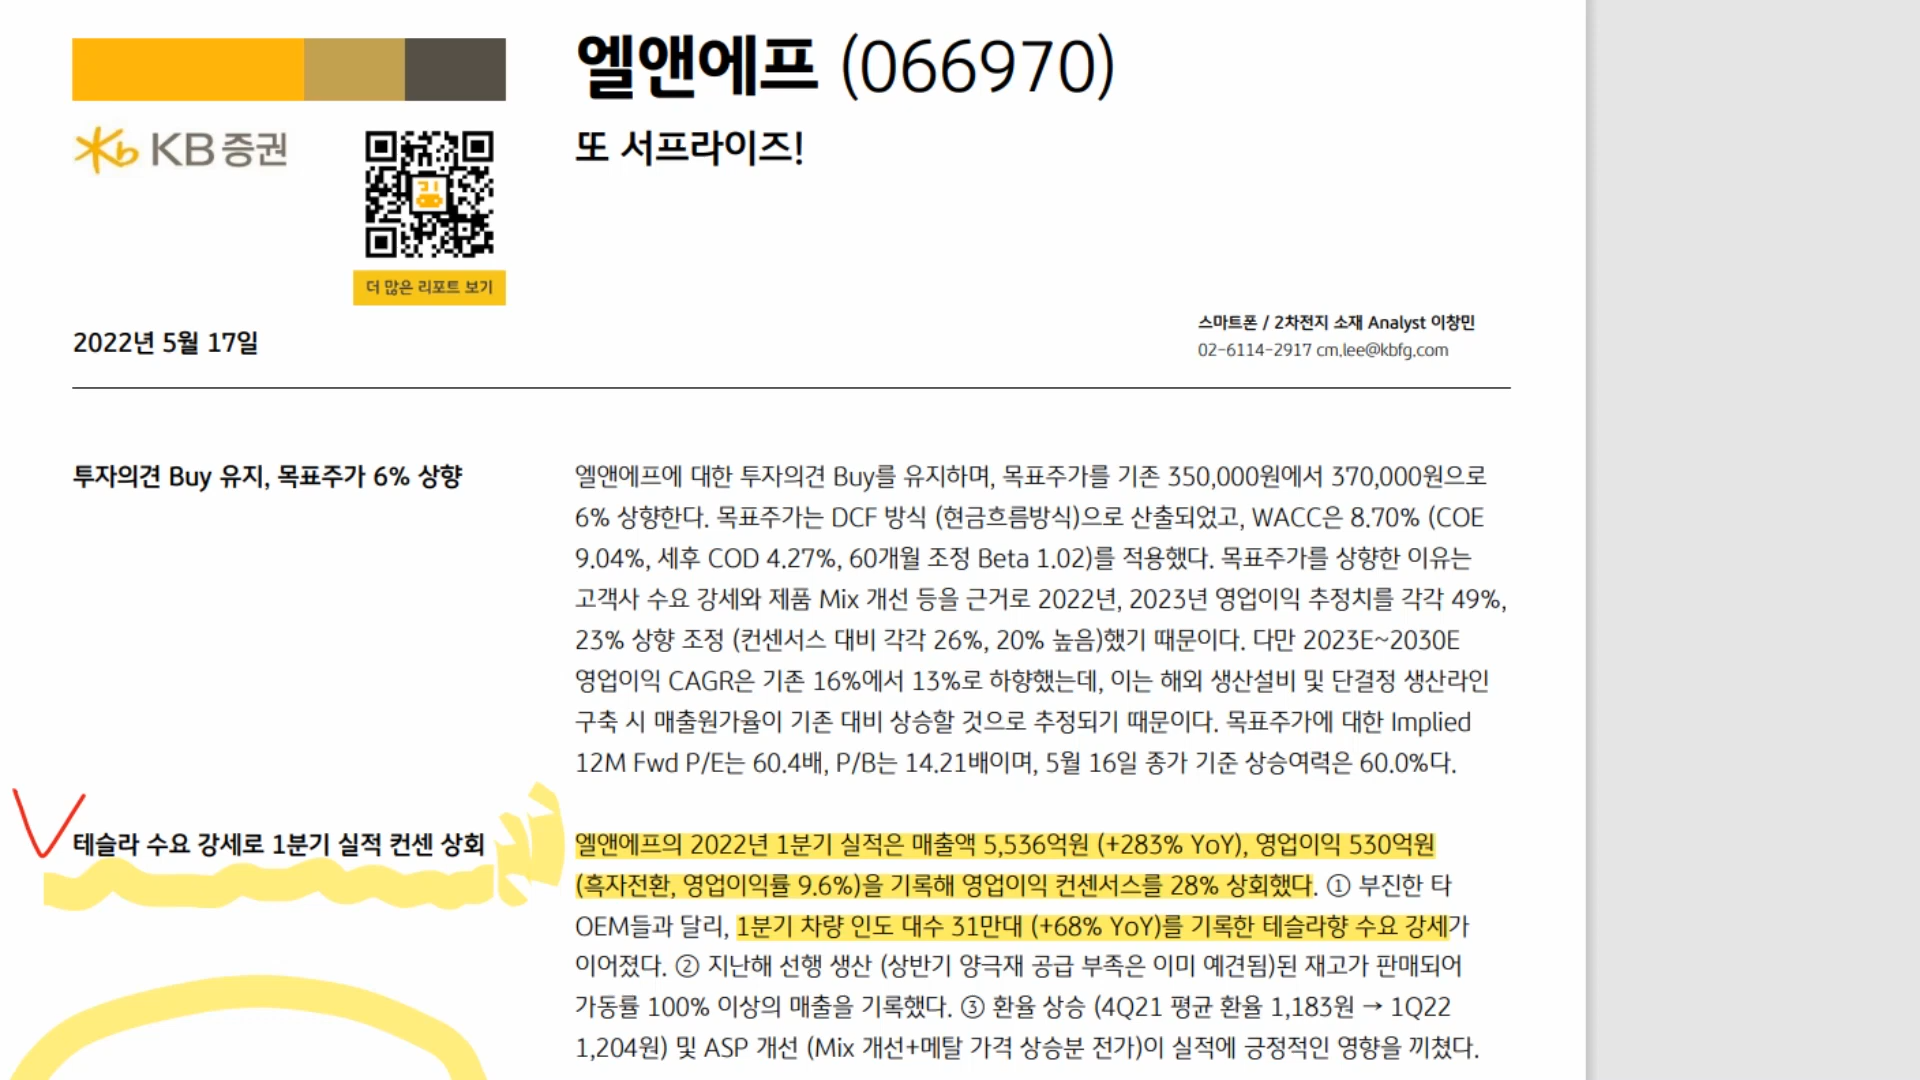 엘앤에프 (066970)
또 서프라이즈!
KB증권
더 많은 리포트 보기
2022년 5월 17일
스마트폰 / 2차전지 소재 Analyst 이창민
02-6114-2917 cm.lee@kbfg.com
투자의견 Buy 유지, 목표주가 6% 상향
엘앤에프에 대한 투자의견 Buy를 유지하며, 목표주가를 기존 350,000원에서 370,000원으로
6% 상향한다. 목표주가는 DCF 방식 (현금흐름방식)으로 산출되었고, WACC은 8.70% (COE
9.04%, 세후 COD 4.27%, 60개월 조정 Beta 1.02)를 적용했다. 목표주가를 상향한 이유는
고객사 수요 강세와 제품 Mix 개선 등을 근거로 2022년, 2023년 영업이익 추정치를 각각 49%,
23% 상향 조정 (컨센서스 대비 각각 26%, 20% 높음)했기 때문이다. 다만 2023E~2030E
영업이익 CAGR은 기존 16%에서 13%로 하향했는데, 이는 해외 생산설비 및 단결정 생산라인
구축 시 매출원가율이 기존 대비 상승할 것으로 추정되기 때문이다. 목표주가에 대한 Implied
12M Fwd P/E는 60.4배, P/B는 14.21배이며, 5월 16일 종가 기준 상승여력은 60.0%다.
테슬라 수요 강세로 1분기 실적 컨센 상회
엘앤에프의 2022년 1분기 실적은 매출액 5,536억원 (+283% YoY), 영업이익 530억원
(흑자전환, 영업이익률 9.6%)을 기록해 영업이익 컨센서스를 28% 상회했다. ① 부진한 타
OEM들과 달리, 1분기 차량 인도 대수 31만대 (+68% YoY)를 기록한 테슬라향 수요 강세가
이어졌다. ② 지난해 선행 생산 (상반기 양극재 공급 부족은 이미 예견됨)된 재고가 판매되어
가동률 100% 이상의 매출을 기록했다. ③ 환율 상승 (4Q21 평균 환율 1,183원 → 1Q22
1,204원) 및 ASP 개선 (Mix 개선+메탈 가격 상승분 전가)이 실적에 긍정적인 영향을 끼쳤다.